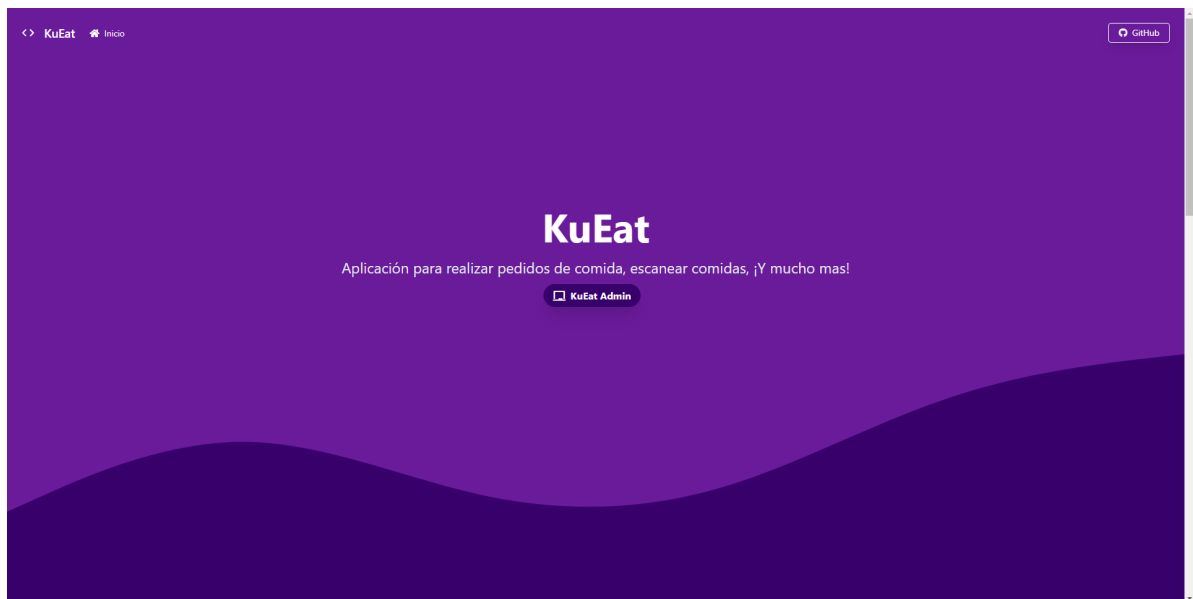 KuEat Inicio GitHub
KuEat
Aplicación para realizar pedidos de comida, escanear comidas, ¡Y mucho mas!
KuEat Admin